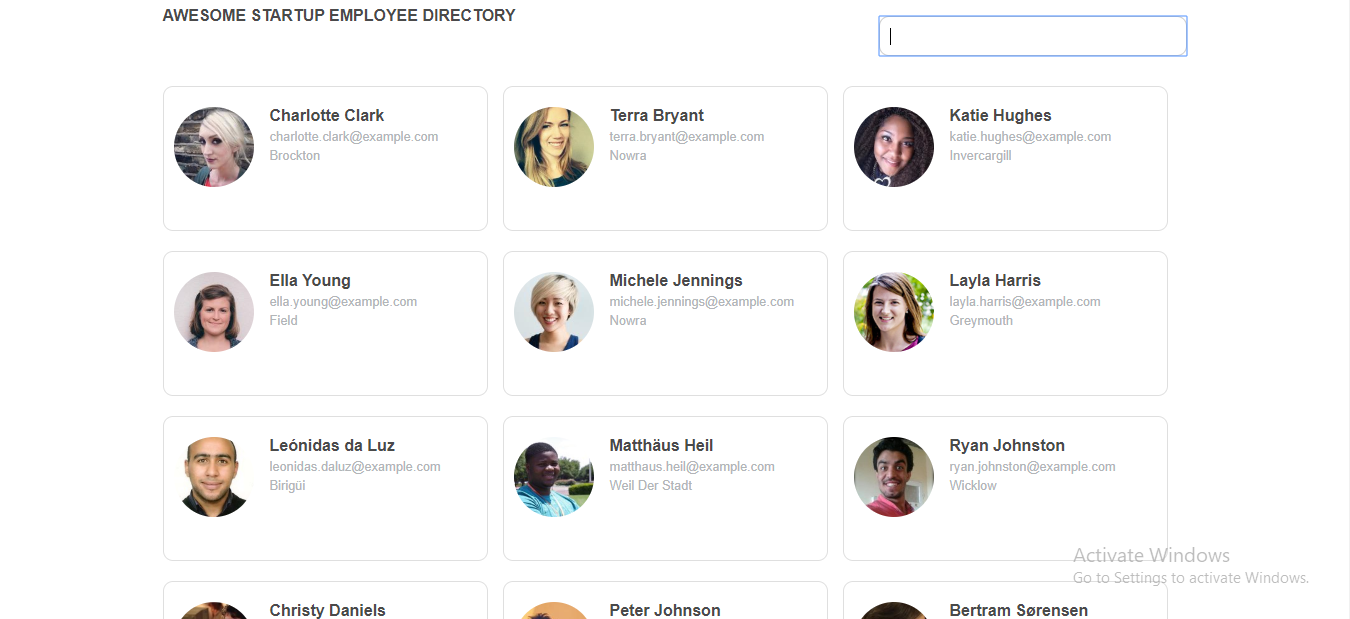 AWESOME STARTUP EMPLOYEE DIRECTORY
Charlotte Clark
charlotte.clark@example.com
Brockton
Terra Bryant
terra.bryant@example.com
Nowra
Katie Hughes
katie.hughes@example.com
Invercargill
Ella Young
ella.young@example.com
Field
Michele Jennings
michele.jennings@example.com
Nowra
Layla Harris
layla.harris@example.com
Greymouth
Leónidas da Luz
leonidas.daluz@example.com
Birigüi
Matthäus Heil
matthaus.heil@example.com
Weil Der Stadt
Ryan Johnston
ryan.johnston@example.com
Wicklow
Christy Daniels
Peter Johnson
Bertram Sørensen
Activate Windows
Go to Settings to activate Windows.